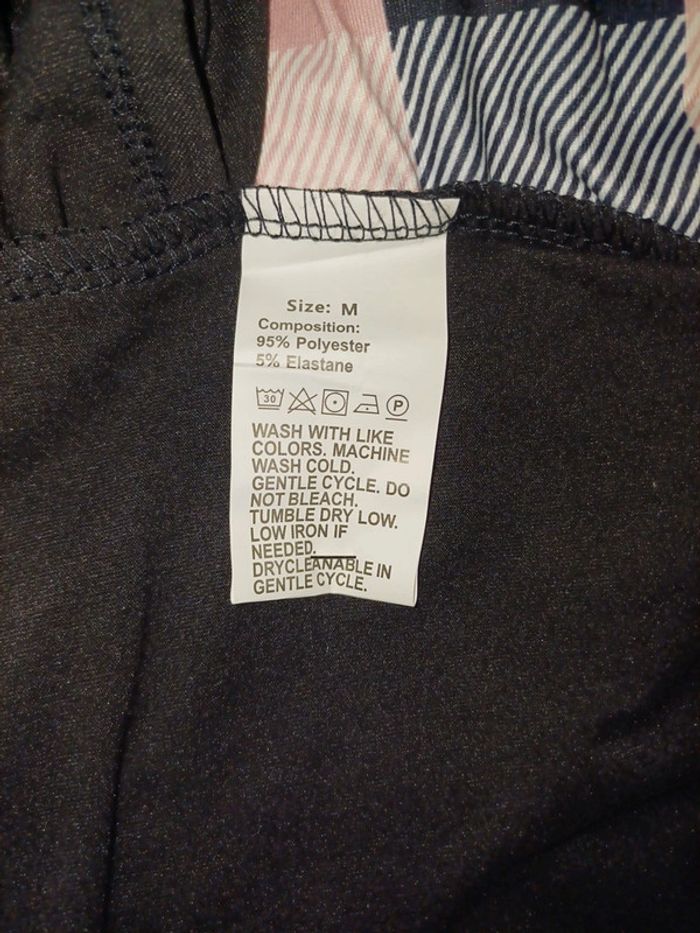 Size: M
Composition:
95% Polyester
5% Elastane
30 P
WASH WITH LIKE
COLORS. MACHINE
WASH COLD.
GENTLE CYCLE. DO
NOT BLEACH.
TUMBLE DRY LOW.
LOW IRON IF
NEEDED.
DRYCLEANABLE IN
GENTLE CYCLE.